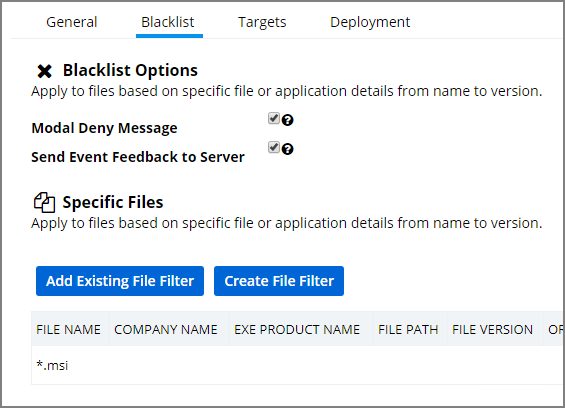 General Blacklist Targets Deployment
Blacklist Options
Apply to files based on specific file or application details from name to version.
Modal Deny Message
Send Event Feedback to Server
Specific Files
Apply to files based on specific file or application details from name to version.
Add Existing File Filter Create File Filter
FILE NAME COMPANY NAME EXE PRODUCT NAME FILE PATH FILE VERSION OR
*.msi